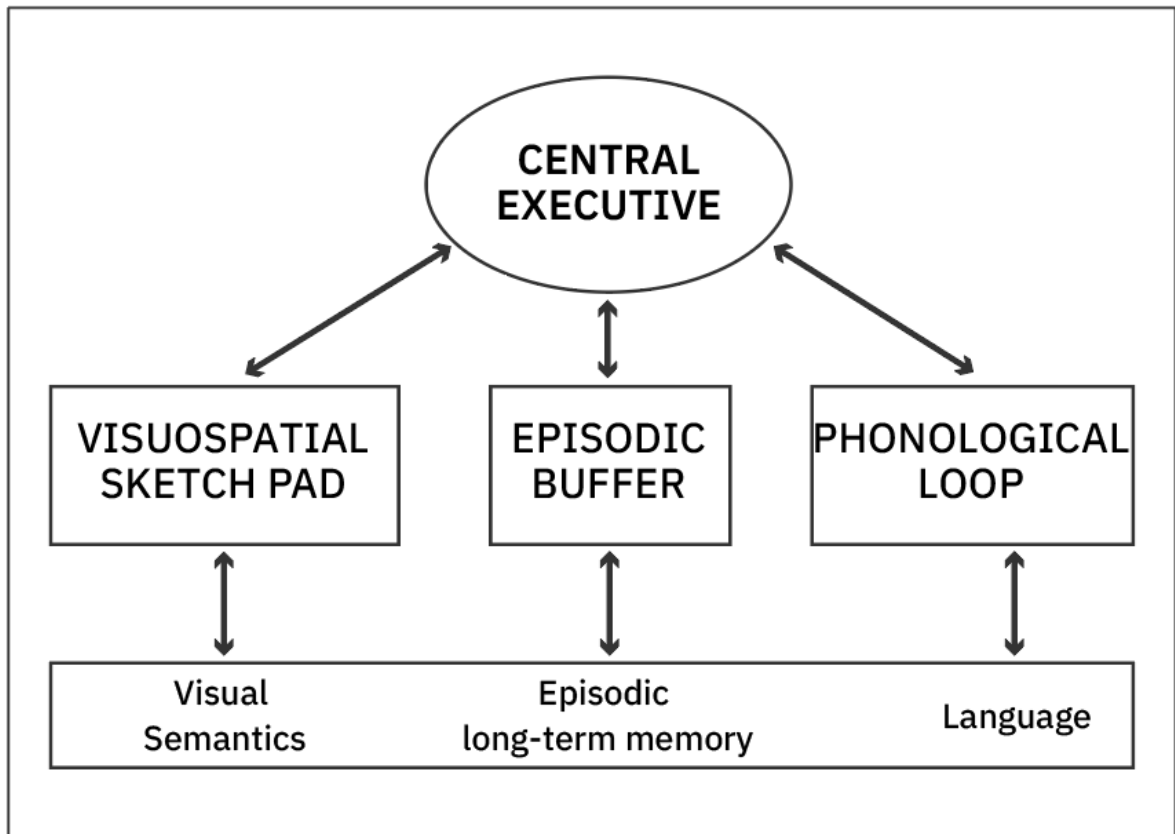 CENTRAL
EXECUTIVE
VISUOSPATIAL
SKETCH PAD
EPISODIC
BUFFER
PHONOLOGICAL
LOOP
Visual
Semantics
Episodic
long-term memory
Language